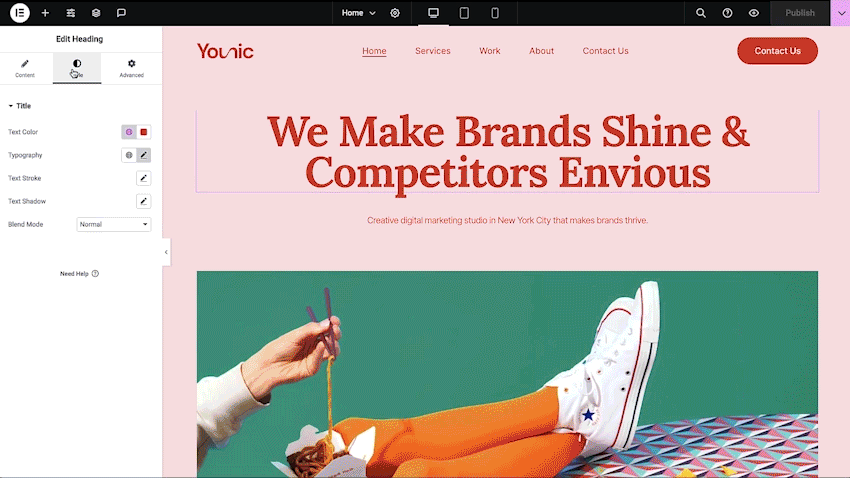 Home
Publish
Edit Heading
Content
Advanced
Title
Text Color
Typography
Text Stroke
Text Shadow
Blend Mode
Normal
Need Help
Younic
Home
Services
Work
About
Contact Us
Contact Us
We Make Brands Shine &
Competitors Envious
Creative digital marketing studio in New York City that makes brands thrive.